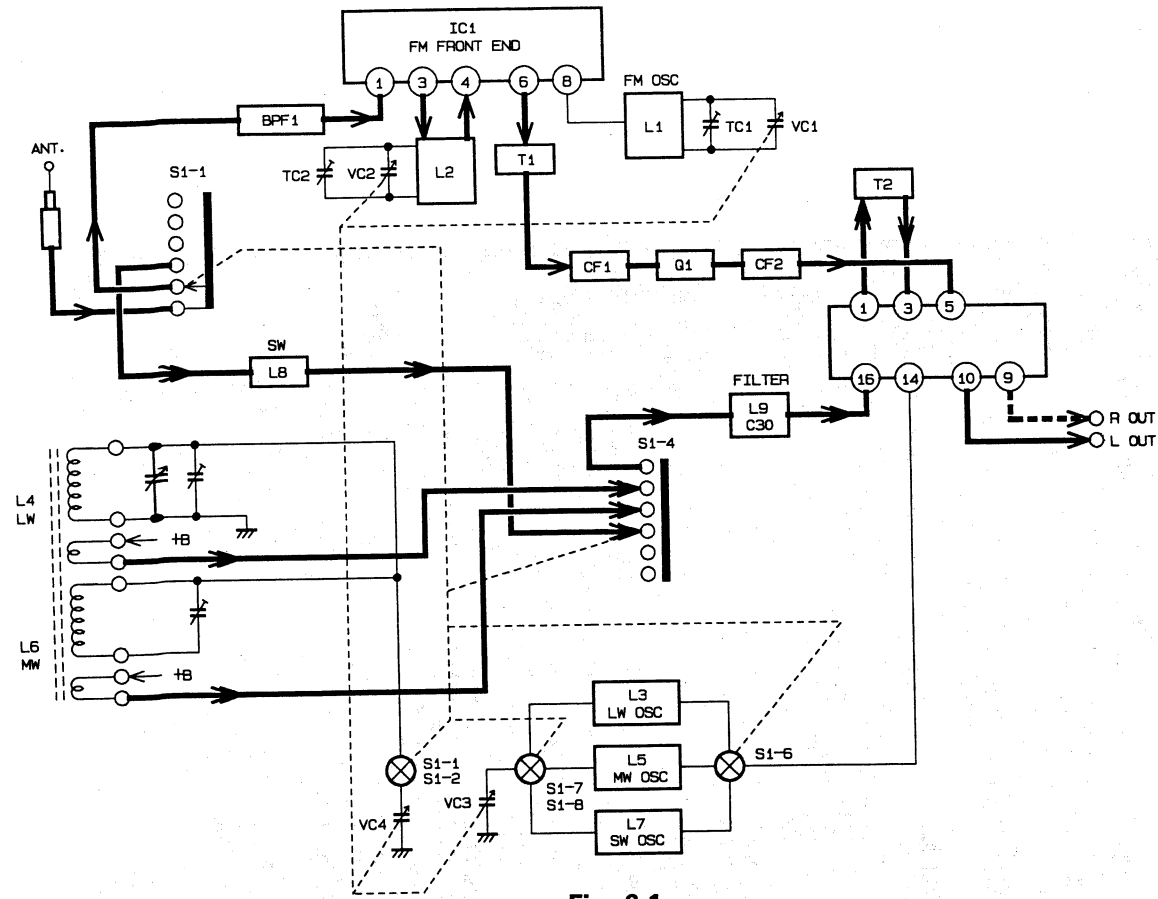 IC1
FM FRONT END
1
3
4
6
8
FM OSC
L1
TC1
VC1
BPF1
ANT.
S1-1
TC2
VC2
L2
T1
T2
CF1
Q1
CF2
1
3
5
SW
L8
16
14
10
9
FILTER
L9
C30
R OUT
L OUT
S1-4
L4
LW
+B
L6
MW
+B
L3
LW OSC
L5
MW OSC
L7
SW OSC
S1-6
S1-1
S1-2
S1-7
S1-8
VC3
VC4